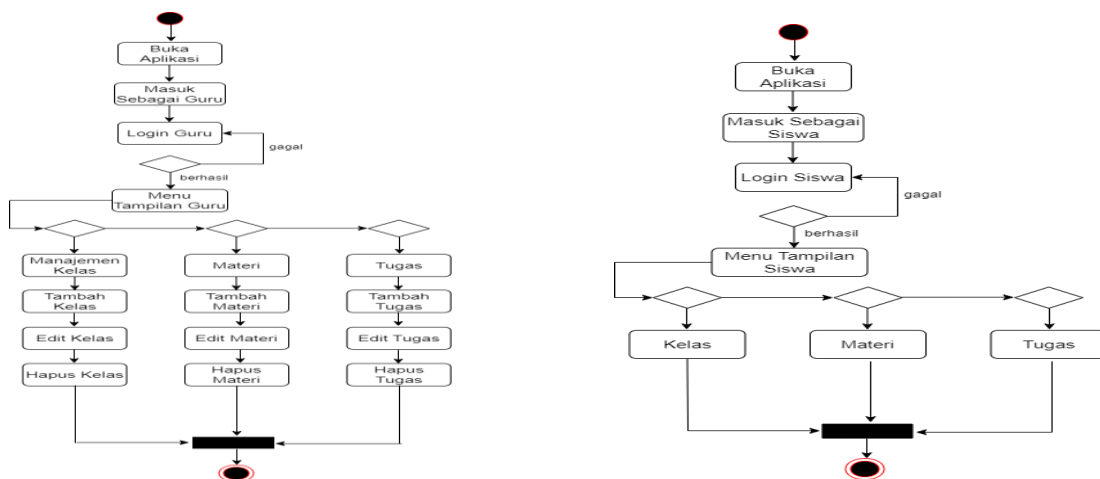 Buka
Aplikasi
Masuk
Sebagai Guru
Login Guru
gagal
berhasil
Menu
Tampilan Guru
Manajemen
Kelas
Tambah
Kelas
Edit Kelas
Hapus Kelas
Materi
Tambah
Materi
Edit Materi
Hapus
Materi
Tugas
Tambah
Tugas
Edit Tugas
Hapus
Tugas
Buka
Aplikasi
Masuk Sebagai
Siswa
Login Siswa
gagal
berhasil
Menu Tampilan
Siswa
Kelas
Materi
Tugas